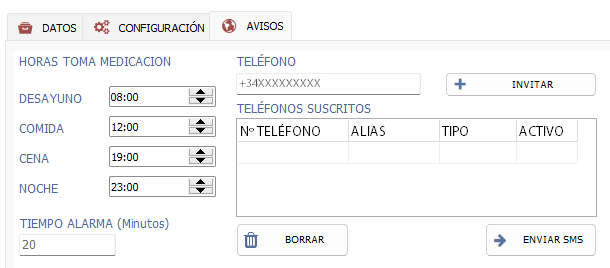 DATOS CONFIGURACIÓN AVISOS
HORAS TOMA MEDICACION
DESAYUNO 08:00
COMIDA 12:00
CENA 19:00
NOCHE 23:00
TIEMPO ALARMA (Minutos)
20
TELÉFONO
+34XXXXXXXXX INVITAR
TELÉFONOS SUSCRITOS
Nº TELÉFONO ALIAS TIPO ACTIVO
BORRAR ENVIAR SMS